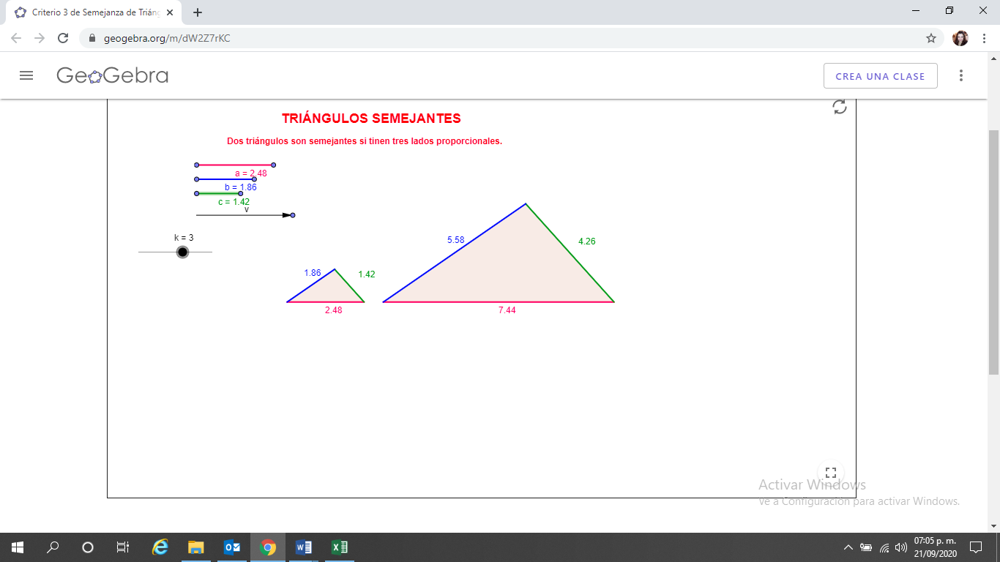 Criterio 3 de Semejanza de Trián
geogebra.org/m/dW2Z7rKC
GeoGebra
CREA UNA CLASE
TRIÁNGULOS SEMEJANTES
Dos triángulos son semejantes si tinen tres lados proporcionales.
a = 2.48
b = 1.86
c = 1.42
v
k = 3
5.58
4.26
1.86
1.42
2.48
7.44
Activar Windows
Ve a Configuración para activar Windows.
07:05 p. m.
21/09/2020